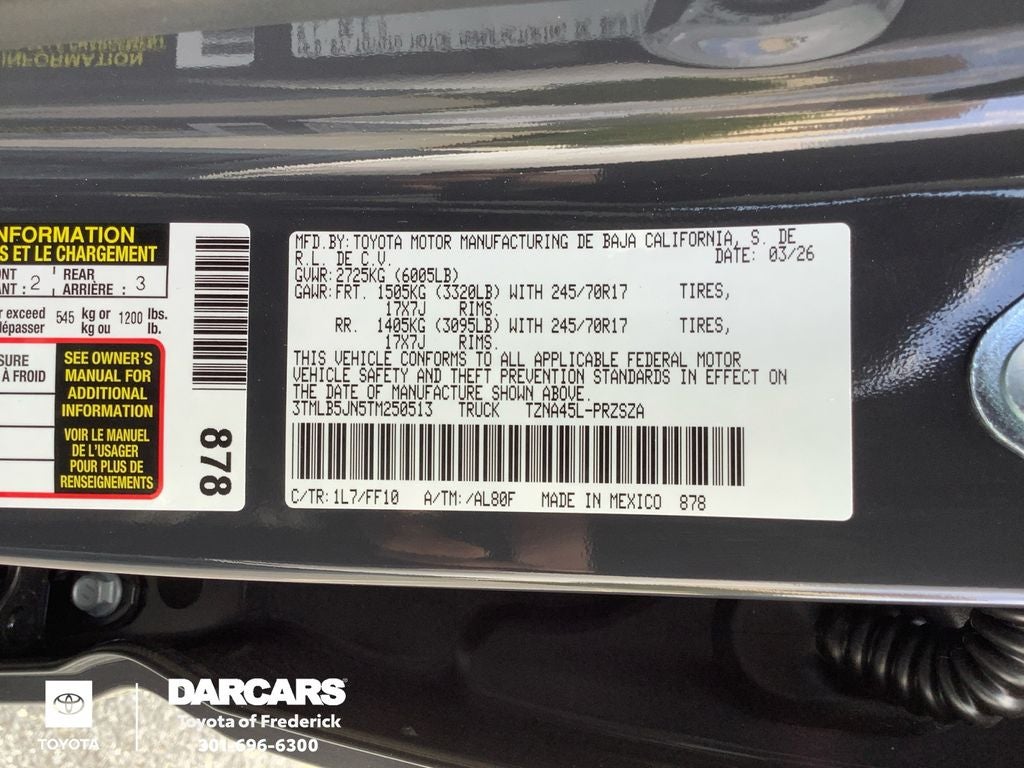 NFORMATION
S ET LE CHARGEMENT
NT : 2 REAR
ANT : 2 ARRIÈRE : 3
r exceed 545 kg or 1200 lbs.
dépasser kg ou lb.
SURE
À FROID
SEE OWNER'S
MANUAL FOR
ADDITIONAL
INFORMATION
VOIR LE MANUEL
DE L'USAGER
POUR PLUS DE
RENSEIGNEMENTS
878
MFD.BY:TOYOTA MOTOR MANUFACTURING DE BAJA CALIFORNIA, S. DE
R.L. DE C.V. DATE: 03/26
GVWR:2725KG (6005LB)
GAWR:FRT. 1505KG (3320LB) WITH 245/70R17 TIRES,
17X7J RIMS.
RR. 1405KG (3095LB) WITH 245/70R17 TIRES,
17X7J RIMS.
THIS VEHICLE CONFORMS TO ALL APPLICABLE FEDERAL MOTOR
VEHICLE SAFETY AND THEFT PREVENTION STANDARDS IN EFFECT ON
THE DATE OF MANUFACTURE SHOWN ABOVE.
3TMLB5JN5TM250513 TRUCK TZNA45L-PRZSZA
C/TR:1L7/FF10 A/TM:/AL80F MADE IN MEXICO 878
TOYOTA
DARCARS
Toyota of Frederick
301-696-6300